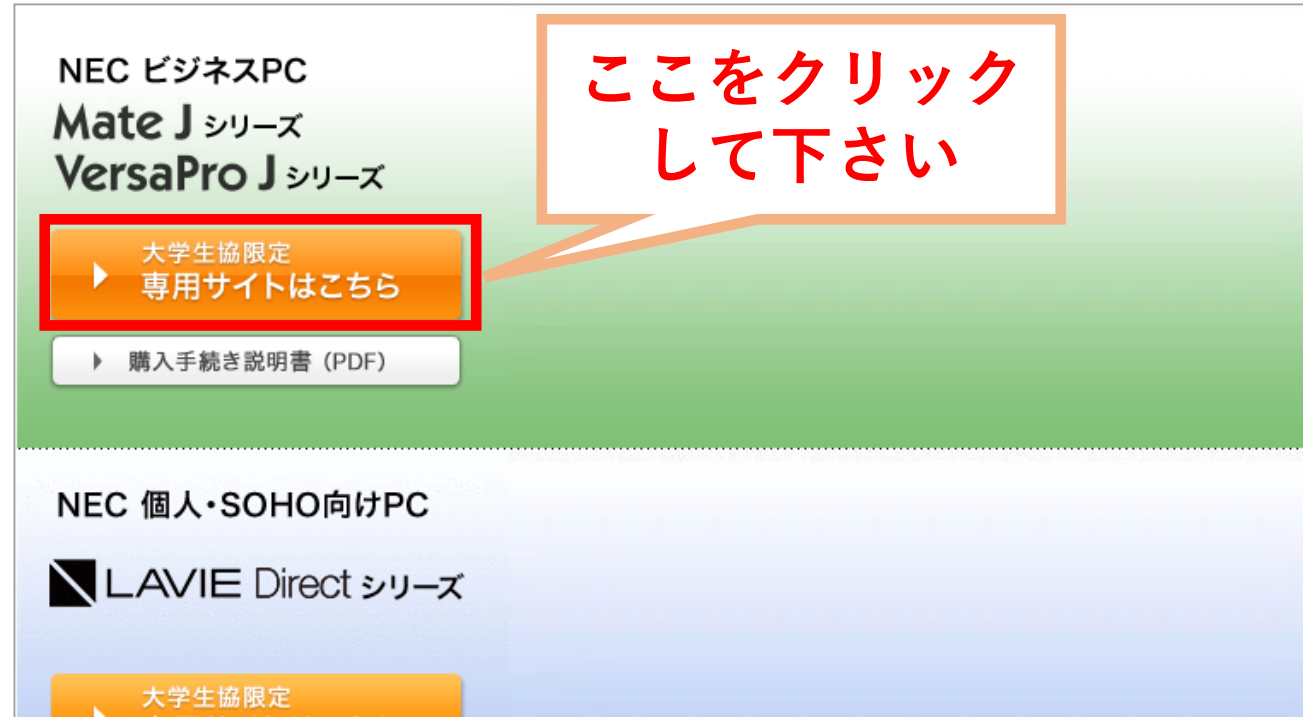 NEC ビジネスPC
Mate J シリーズ
VersaPro J シリーズ
ここをクリック
して下さい
大学生協限定
専用サイトはこちら
購入手続き説明書（PDF）
NEC 個人・SOHO向けPC
LAVIE Direct シリーズ
大学生協限定